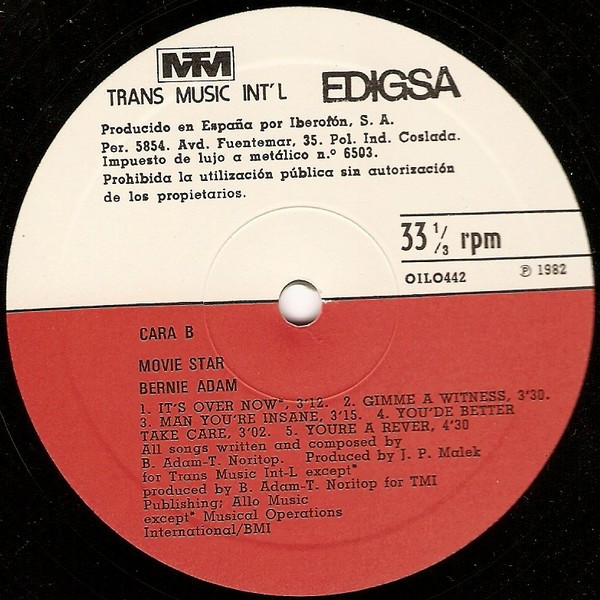 MTM
TRANS MUSIC INT'L EDIGSA
Producido en España por Iberofón, S. A.
Per. 5854. Avd. Fuentemar, 35. Pol. Ind. Coslada.
Impuesto de lujo a metálico n.º 6503.
Prohibida la utilización pública sin autorización
de los propietarios.
33 1/3 rpm
OILO442 ℗ 1982
CARA B
MOVIE STAR
BERNIE ADAM
1. IT'S OVER NOW", 3'12. 2. GIMME A WITNESS, 3'30.
3. MAN YOU'RE INSANE, 3'15. 4. YOU'DE BETTER
TAKE CARE, 3'02. 5. YOURE A REVER, 4'30
All songs written and composed by
B. Adam-T. Noritop. Produced by J. P. Malek
for Trans Music Int-L except"
produced by B. Adam-T. Noritop for TMI
Publishing; Allo Music
except" Musical Operations
International/BMI